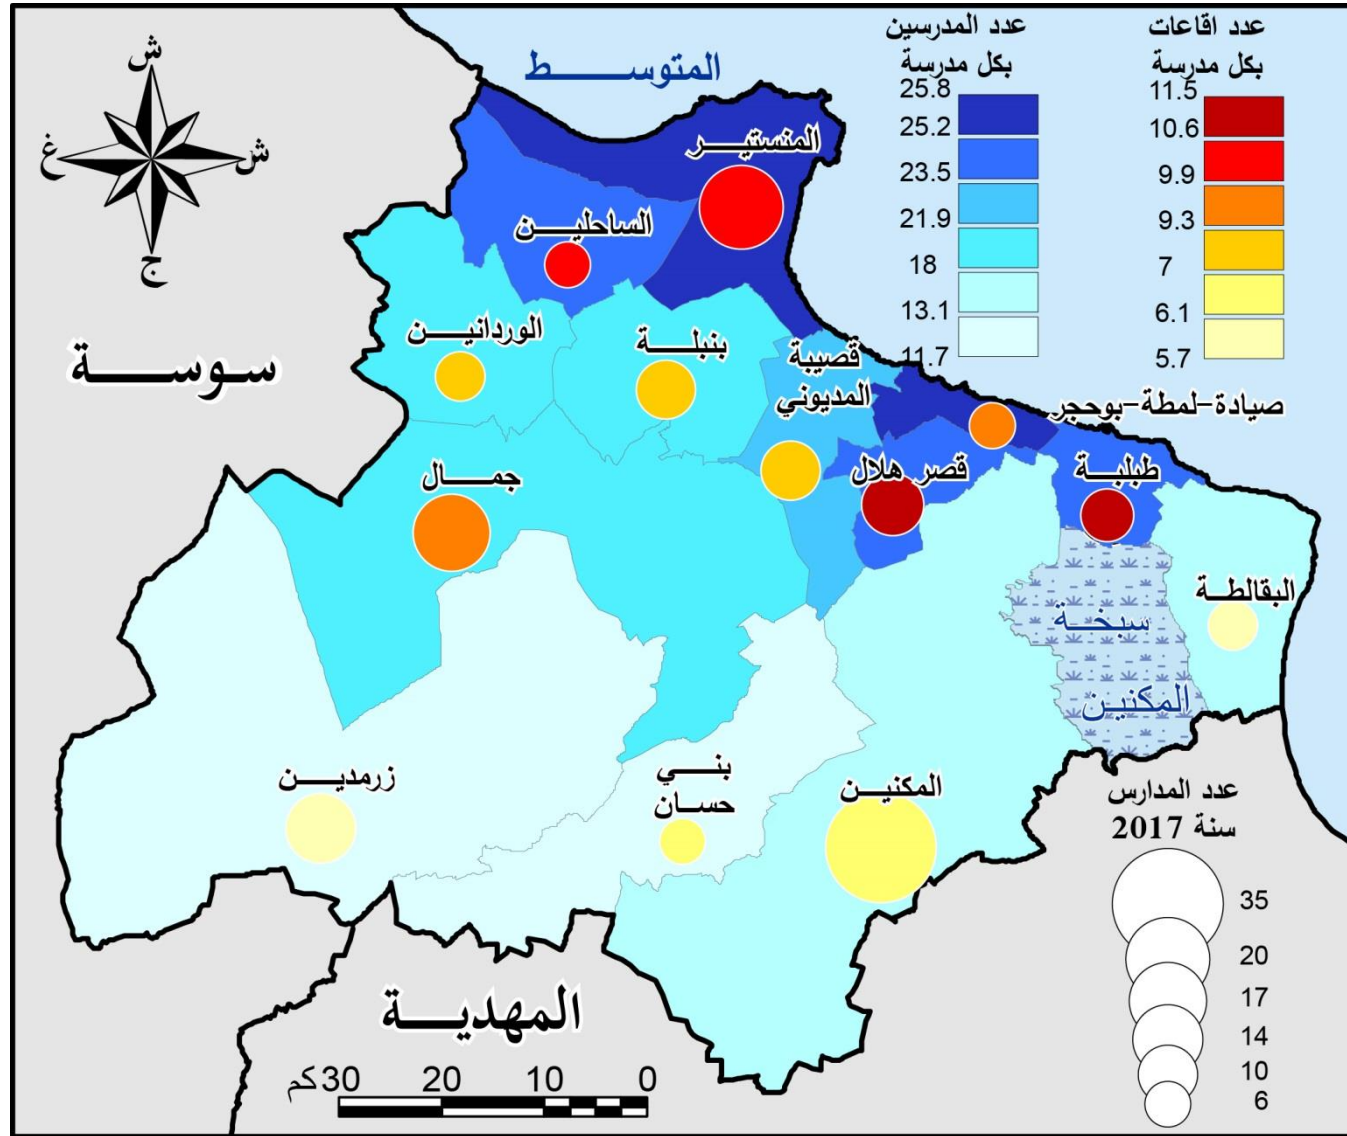 ش
غ
ش
ج
المتوسط
عدد المدرسين
بكل مدرسة
25.8
25.2
23.5
21.9
18
13.1
11.7
عدد اقاعات
بكل مدرسة
11.5
10.6
9.9
9.3
7
6.1
5.7
المنستير
الساحلين
الوردانين
بنبلة
قصيبة
المديوني
صيادة-لمطة-بوحجر
طبلبة
قصر هلال
جمال
البقالطة
سبخة
المكنين
زرمدين
بني
حسان
المكنين
سوسة
المهدية
عدد المدارس
سنة 2017
35
20
17
14
10
6
30 20 10 0 كم